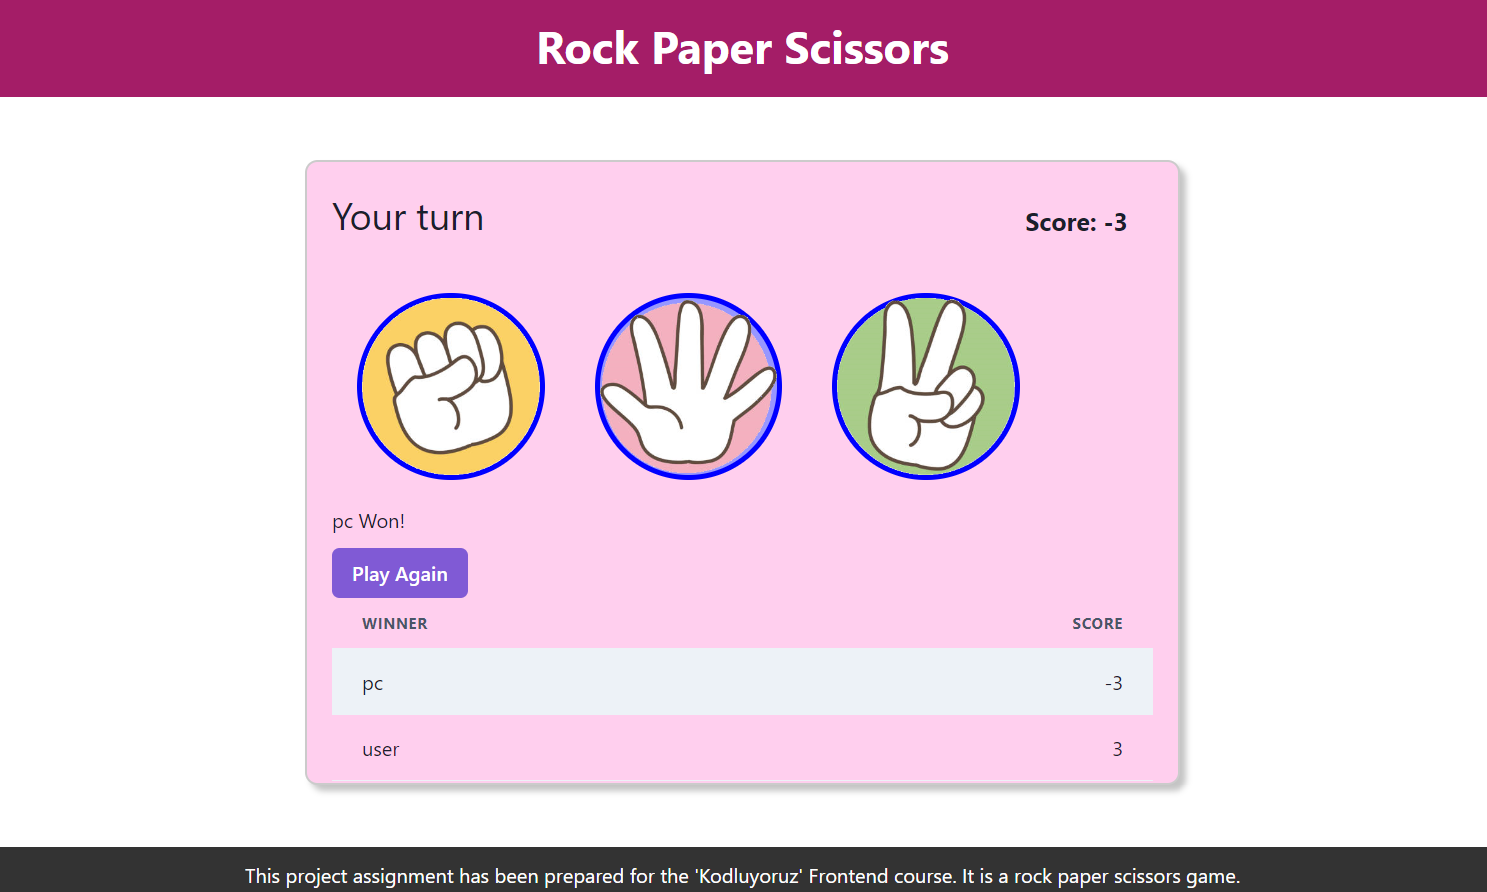 Rock Paper Scissors
Your turn
Score: -3
pc Won!
Play Again
WINNER SCORE
pc -3
user 3
This project assignment has been prepared for the 'Kodluyoruz' Frontend course. It is a rock paper scissors game.